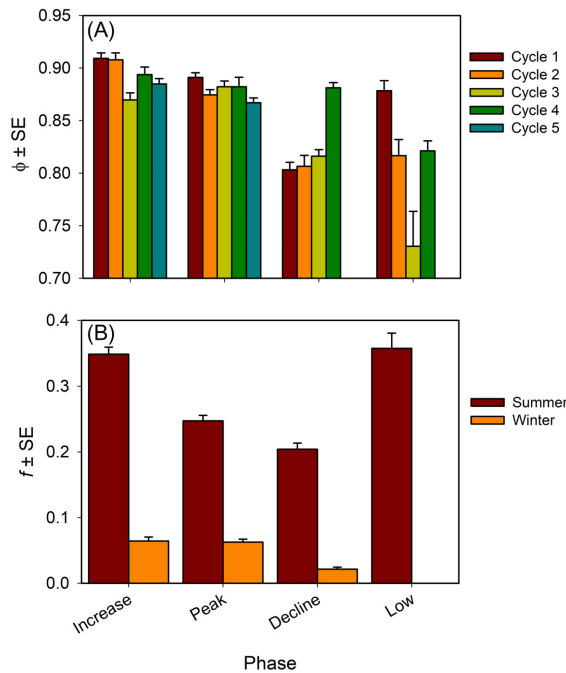 (A)
0.95
0.90
0.85
0.80
0.75
0.70
ϕ ± SE
Cycle 1
Cycle 2
Cycle 3
Cycle 4
Cycle 5
(B)
0.4
0.3
0.2
0.1
0.0
f ± SE
Summer
Winter
Increase
Peak
Decline
Low
Phase